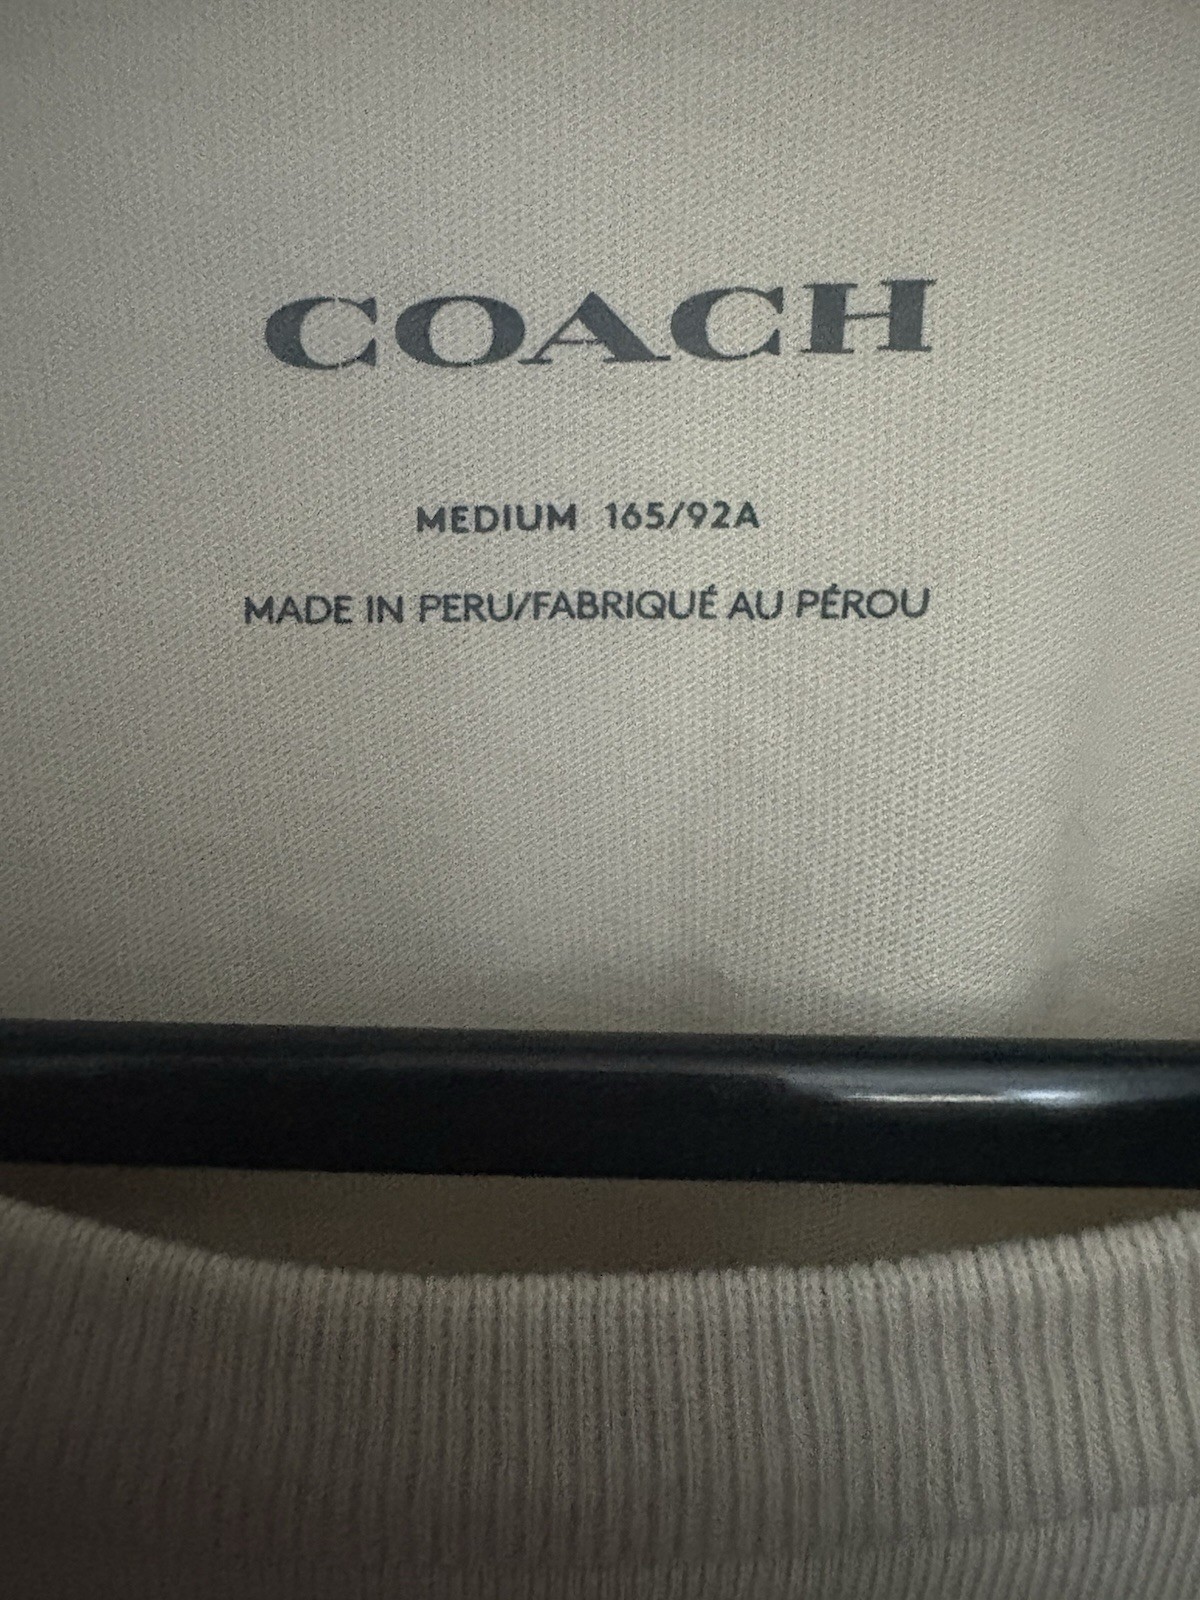 COACH
MEDIUM 165/92A
MADE IN PERU/FABRIQUÉ AU PÉROU